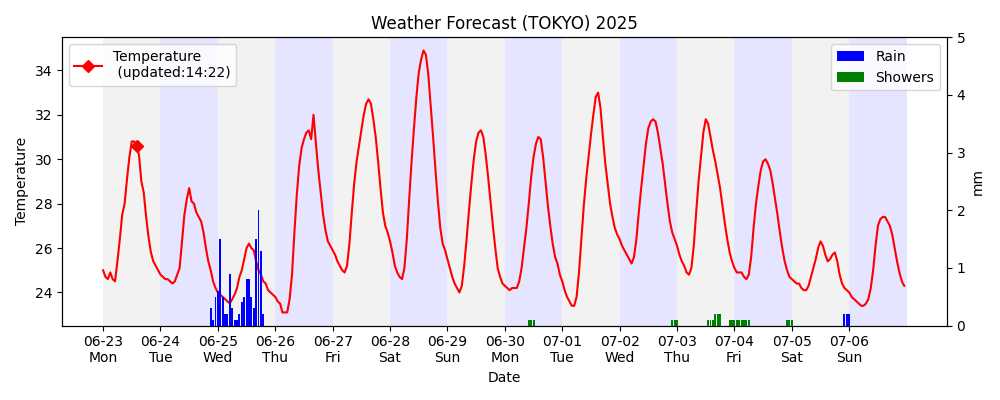 Weather Forecast (TOKYO) 2025
Temperature
(updated:14:22)
Rain
Showers
Temperature
34
32
30
28
26
24
5
4
3
2
1
0
mm
06-23 06-24 06-25 06-26 06-27 06-28 06-29 06-30 07-01 07-02 07-03 07-04 07-05 07-06
Mon Tue Wed Thu Fri Sat Sun Mon Tue Wed Thu Fri Sat Sun
Date